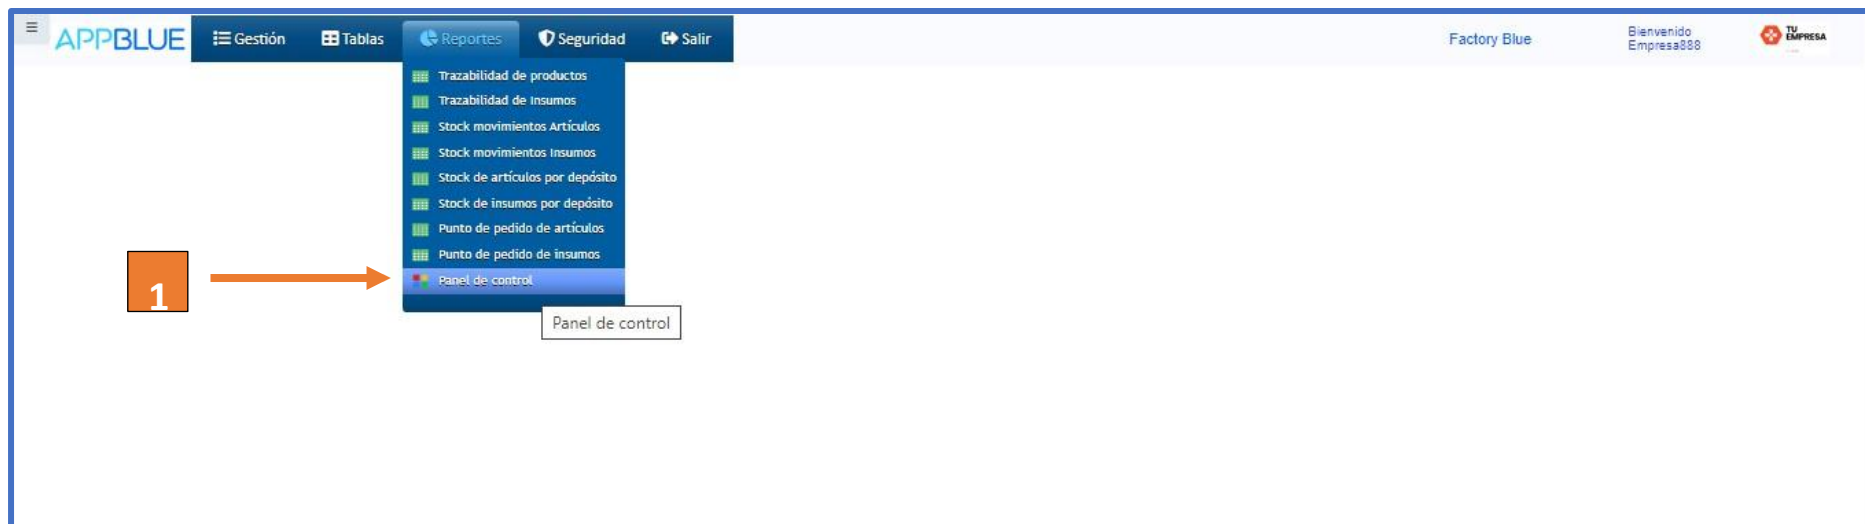 ≡ APPBLUE Gestión Tablas Reportes Seguridad Salir Factory Blue Bienvenido Empresa888 TU EMPRESA
Trazabilidad de productos
Trazabilidad de Insumos
Stock movimientos Artículos
Stock movimientos Insumos
Stock de artículos por depósito
Stock de insumos por depósito
Punto de pedido de artículos
Punto de pedido de insumos
1 Panel de control
Panel de control